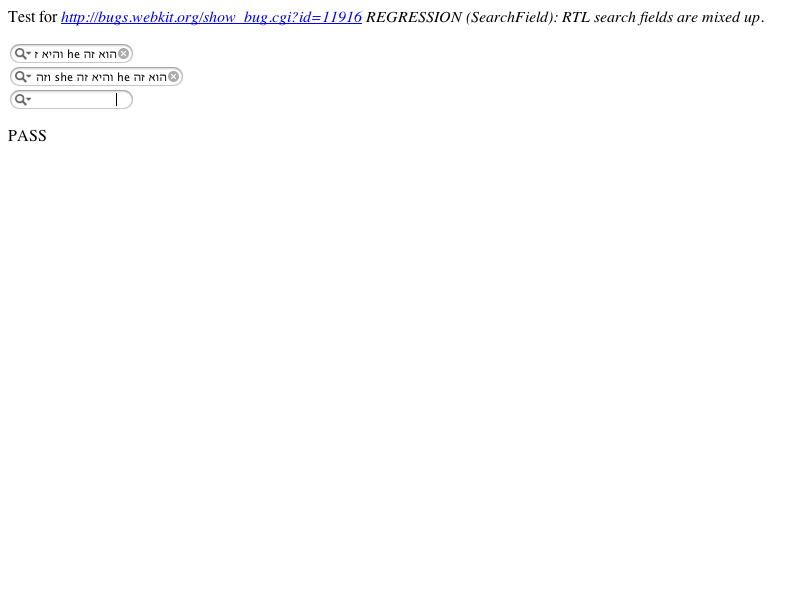 Test for http://bugs.webkit.org/show_bug.cgi?id=11916 REGRESSION (SearchField): RTL search fields are mixed up.
הוא זה he והיא ז
הוא זה he והיא זה she וזה
PASS